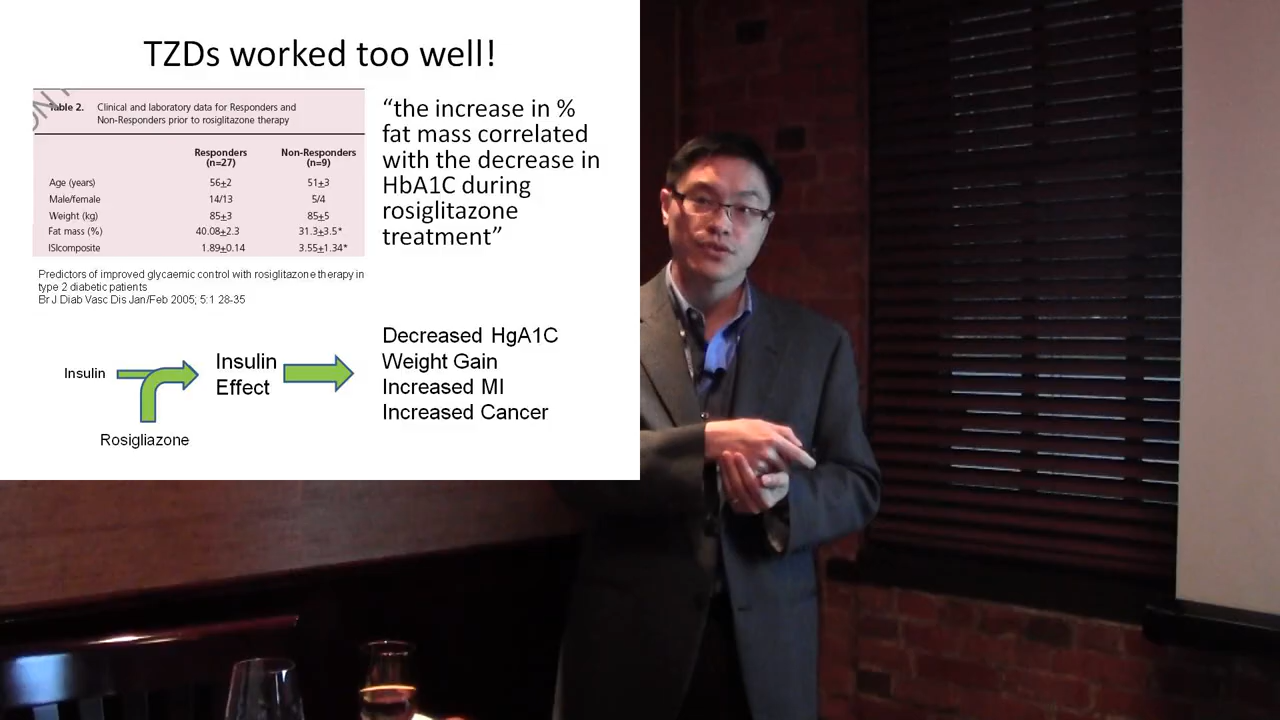 TZDs worked too well!
Table 2. Clinical and laboratory data for Responders and
Non-Responders prior to rosiglitazone therapy
Responders Non-Responders
(n=27) (n=9)
Age (years) 56±2 51±3
Male/female 14/13 5/4
Weight (kg) 85±3 85±5
Fat mass (%) 40.08±2.3 31.3±3.5*
ISIcomposite 1.89±0.14 3.55±1.34*
Predictors of improved glycaemic control with rosiglitazone therapy in
type 2 diabetic patients
Br J Diab Vasc Dis Jan/Feb 2005; 5:1 28-35
“the increase in %
fat mass correlated
with the decrease in
HbA1C during
rosiglitazone
treatment”
Insulin
Rosigliazone
Insulin
Effect
Decreased HgA1C
Weight Gain
Increased MI
Increased Cancer